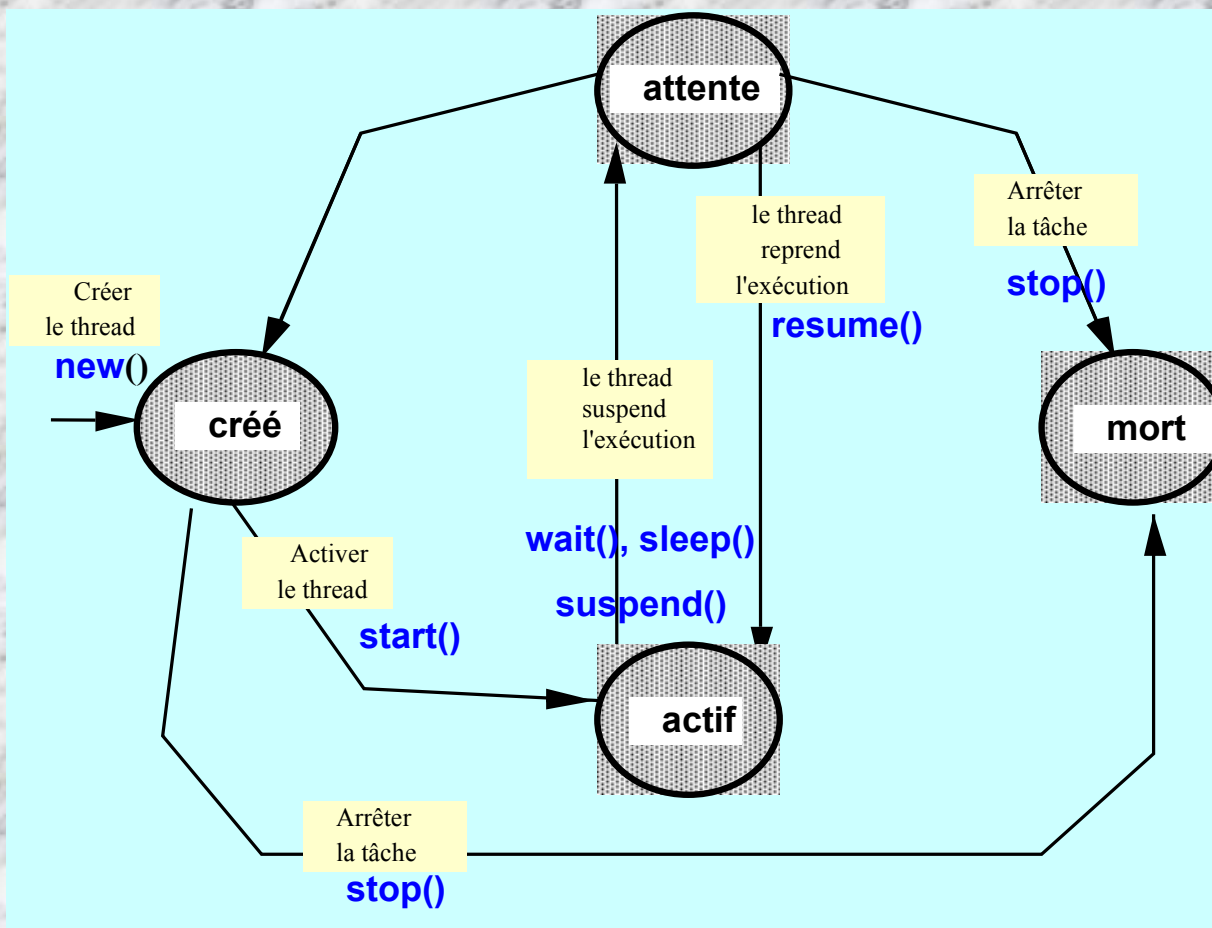 attente
Arrêter
la tâche
stop()
le thread
reprend
l'exécution
resume()
Créer
le thread
new()
créé
le thread
suspend
l'exécution
mort
wait(), sleep()
suspend()
Activer
le thread
start()
actif
Arrêter
la tâche
stop()